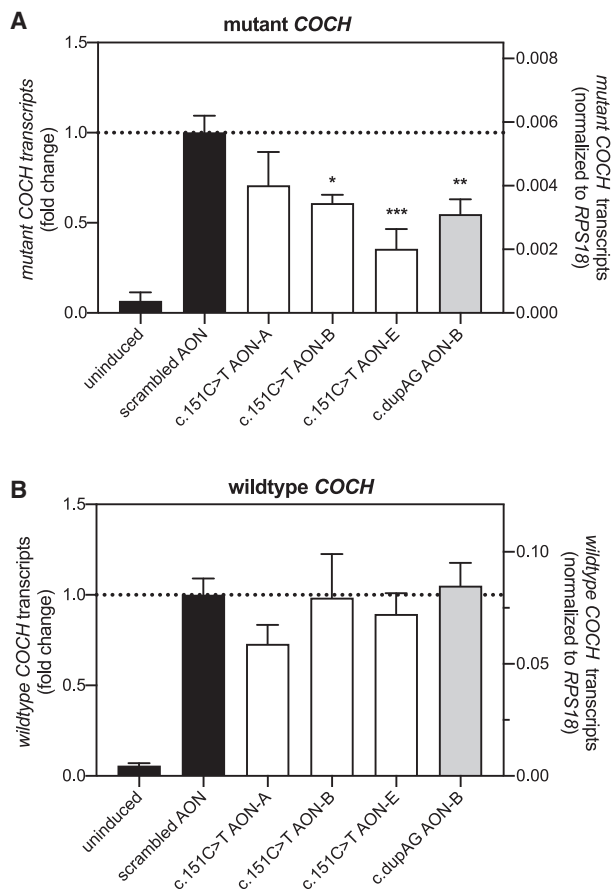 A
mutant COCH
1.5
1.0
0.5
0.0
mutant COCH transcripts
(fold change)
0.008
0.006
0.004
0.002
0.000
mutant COCH transcripts
(normalized to RPS18)
*
***
**
uninduced
scrambled AON
c.151C>T AON-A
c.151C>T AON-B
c.151C>T AON-E
c.dupAG AON-B
B
wildtype COCH
1.5
1.0
0.5
0.0
wildtype COCH transcripts
(fold change)
0.10
0.05
0.00
wildtype COCH transcripts
(normalized to RPS18)
uninduced
scrambled AON
c.151C>T AON-A
c.151C>T AON-B
c.151C>T AON-E
c.dupAG AON-B